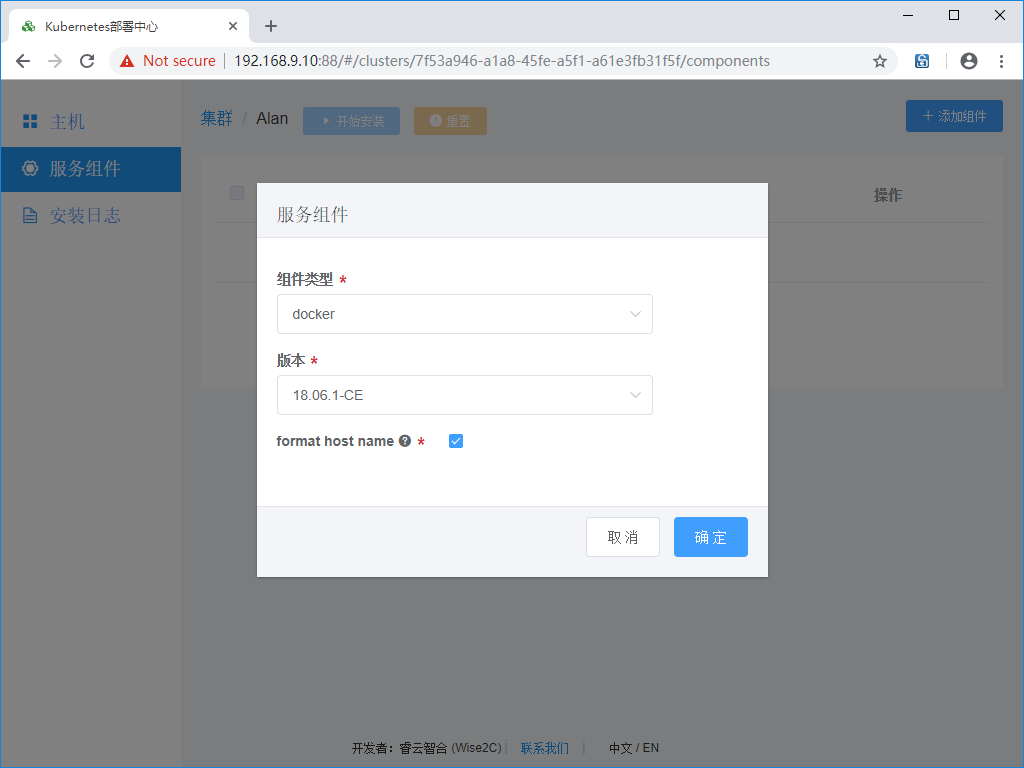 Kubernetes部署中心
Not secure
192.168.9.10:88/#/clusters/7f53a946-a1a8-45fe-a5f1-a61e3fb31f5f/components
主机
服务组件
安装日志
集群 / Alan
开始安装
重置
添加组件
操作
服务组件
组件类型 *
docker
版本 *
18.06.1-CE
format host name *
取消
确定
开发者：睿云智合 (Wise2C) | 联系我们 | 中文 / EN